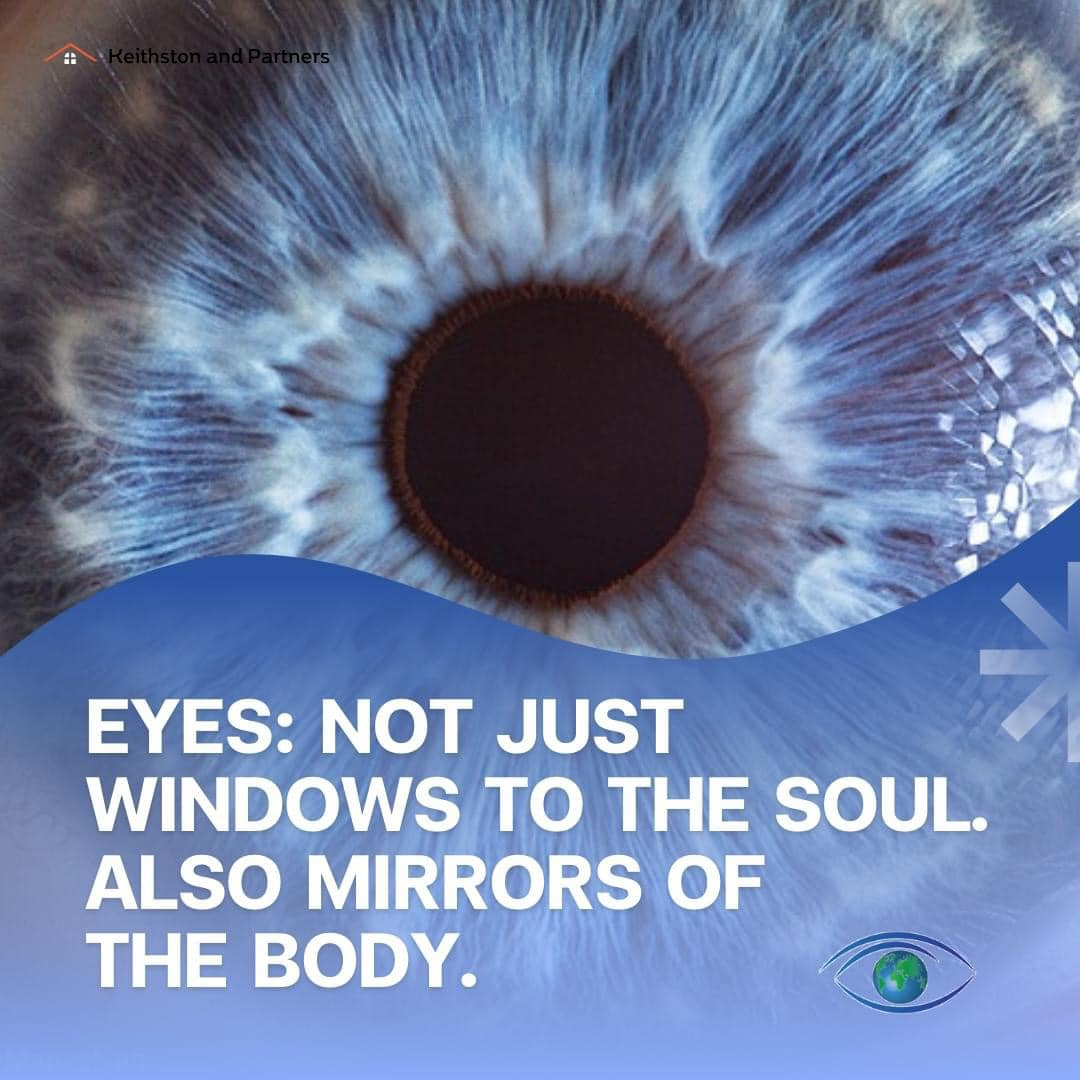 Keithston and Partners
EYES: NOT JUST
WINDOWS TO THE SOUL.
ALSO MIRRORS OF
THE BODY.